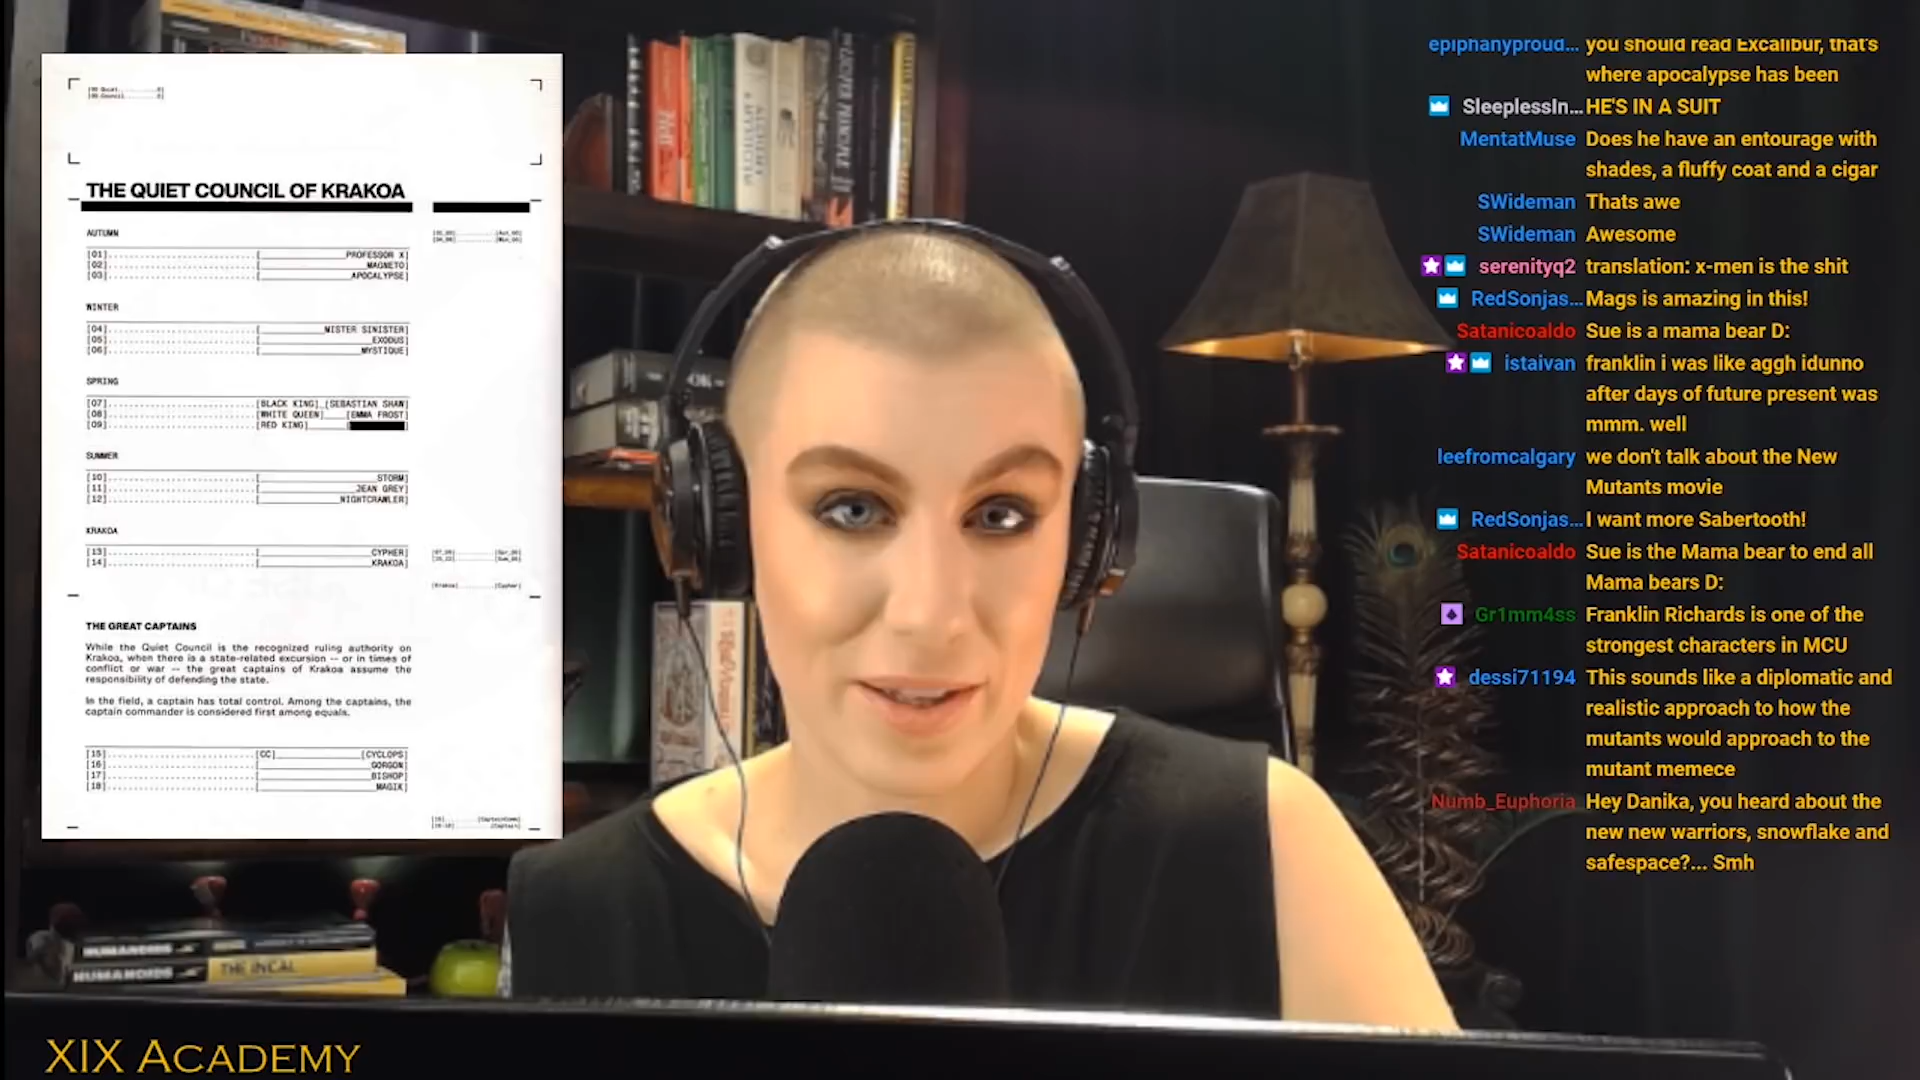 THE QUIET COUNCIL OF KRAKOA
AUTUMN
[01] [PROFESSOR X]
[02] [MAGNETO]
[03] [APOCALYPSE]
WINTER
[04] [MISTER SINISTER]
[05] [EXODUS]
[06] [MYSTIQUE]
SPRING
[07] [BLACK KING] [SEBASTIAN SHAW]
[08] [WHITE QUEEN] [EMMA FROST]
[09] [RED KING]
SUMMER
[10] [STORM]
[11] [JEAN GREY]
[12] [NIGHTCRAWLER]
KRAKOA
[13] [CYPHER]
[14] [KRAKOA]
THE GREAT CAPTAINS
While the Quiet Council is the recognized ruling authority on
Krakoa, when there is a state-related excursion -- or in times of
conflict or war -- the great captains of Krakoa assume the
responsibility of defending the state.
In the field, a captain has total control. Among the captains, the
captain commander is considered first among equals.
[15] [CC] [CYCLOPS]
[16] [GORGON]
[17] [BISHOP]
[18] [MAGIK]
LUCIFER PRINCIPLE
HUMANOIDS
HUMANOIDS THE INCAL
XIX ACADEMY
epiphanyproud... you should read Excalibur, that's
where apocalypse has been
SleeplessIn... HE'S IN A SUIT
MentatMuse Does he have an entourage with
shades, a fluffy coat and a cigar
SWideman Thats awe
SWideman Awesome
serenityq2 translation: x-men is the shit
RedSonjas... Mags is amazing in this!
Satanicoaldo Sue is a mama bear D:
istaivan franklin i was like aggh idunno
after days of future present was
mmm. well
leefromcalgary we don't talk about the New
Mutants movie
RedSonjas... I want more Sabertooth!
Satanicoaldo Sue is the Mama bear to end all
Mama bears D:
Gr1mm4ss Franklin Richards is one of the
strongest characters in MCU
dessi71194 This sounds like a diplomatic and
realistic approach to how the
mutants would approach to the
mutant memece
Numb_Euphoria Hey Danika, you heard about the
new new warriors, snowflake and
safespace?... Smh